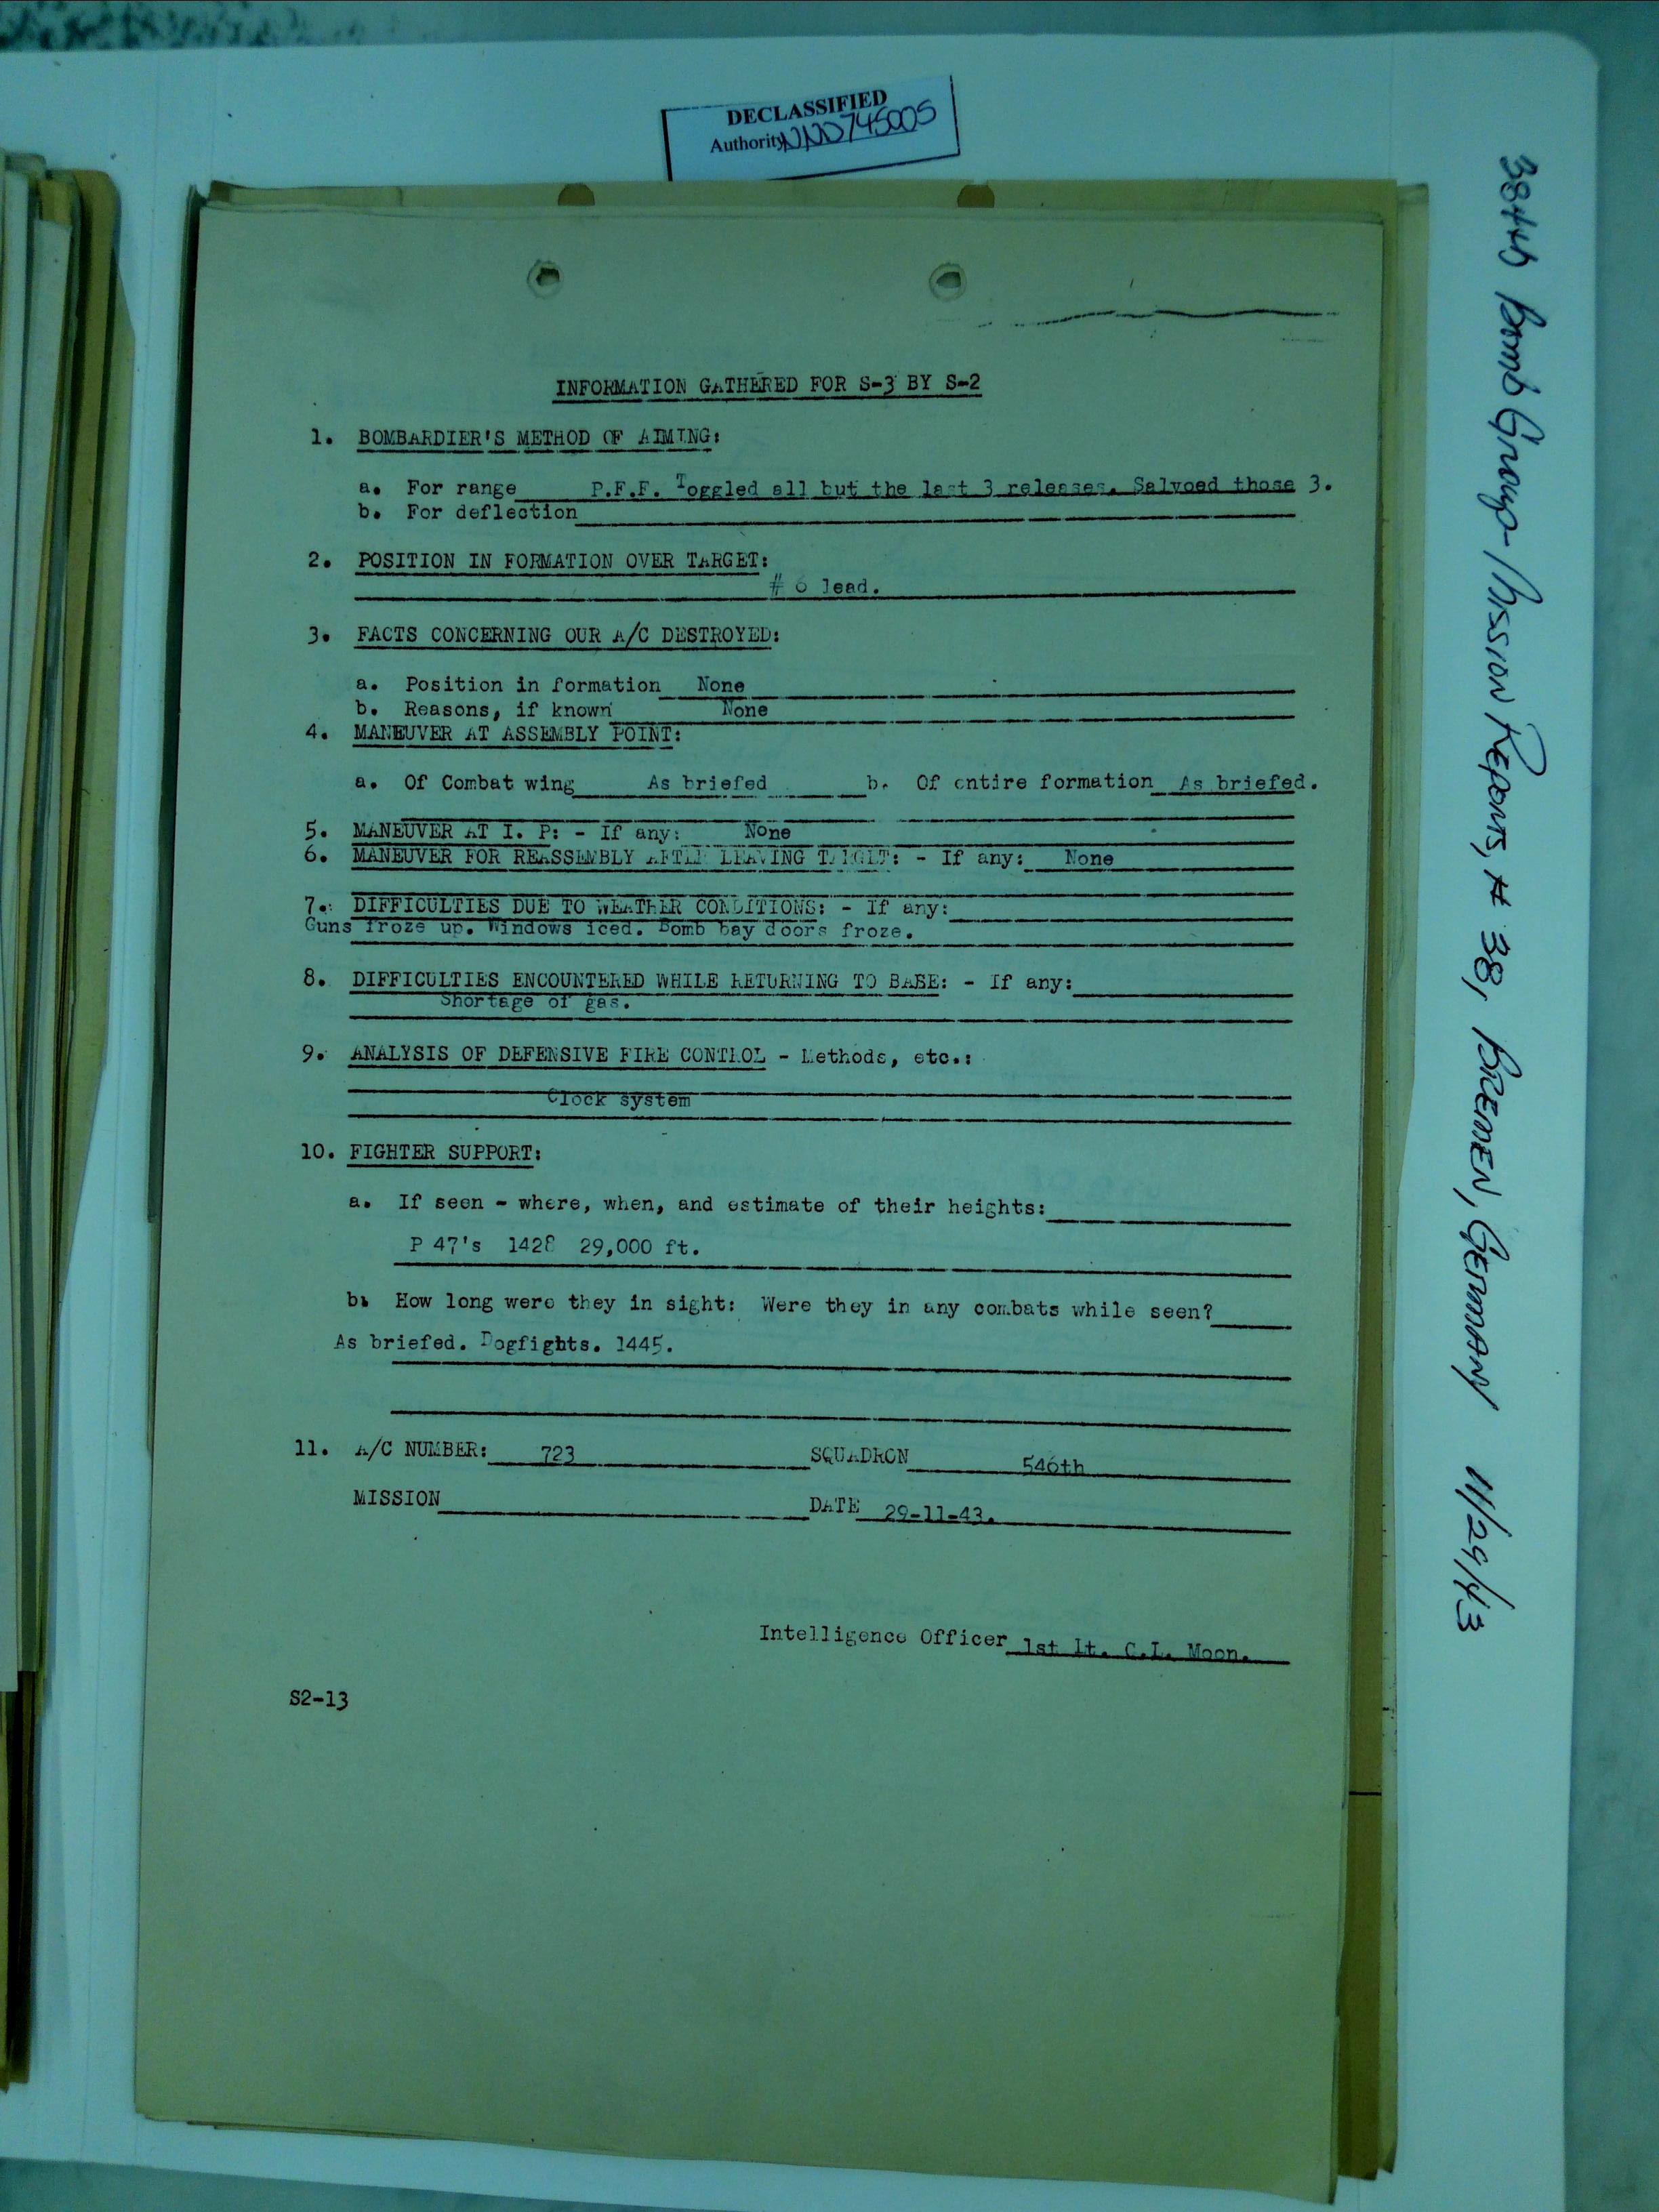 DECLASSIFIED
Authority NND745005
INFORMATION GATHERED FOR S-3 BY S-2
1. BOMBARDIER'S METHOD OF AIMING:
a. For range P.F.F. Toggled all but the last 3 releases. Salvoed those 3.
b. For deflection
2. POSITION IN FORMATION OVER TARGET:
# 6 lead.
3. FACTS CONCERNING OUR A/C DESTROYED:
a. Position in formation None
b. Reasons, if known None
4. MANEUVER AT ASSEMBLY POINT:
a. Of Combat wing As briefed b. Of entire formation As briefed.
5. MANEUVER AT I. P: - If any: None
6. MANEUVER FOR REASSEMBLY AFTER LEAVING TARGET: - If any: None
7. DIFFICULTIES DUE TO WEATHER CONDITIONS: - If any:
Guns froze up. Windows iced. Bomb bay doors froze.
8. DIFFICULTIES ENCOUNTERED WHILE RETURNING TO BASE: - If any:
Shortage of gas.
9. ANALYSIS OF DEFENSIVE FIRE CONTROL - Methods, etc.:
Clock system
10. FIGHTER SUPPORT:
a. If seen - where, when, and estimate of their heights:
P 47's 1428 29,000 ft.
b. How long were they in sight: Were they in any combats while seen?
As briefed. Dogfights. 1445.
11. A/C NUMBER: 723 SQUADRON 546th
MISSION DATE 29-11-43.
Intelligence Officer 1st Lt. C.L. Moon.
S2-13
384th Bomb Group - Mission Reports, # 38, BREMEN, GERMANY 11/29/43